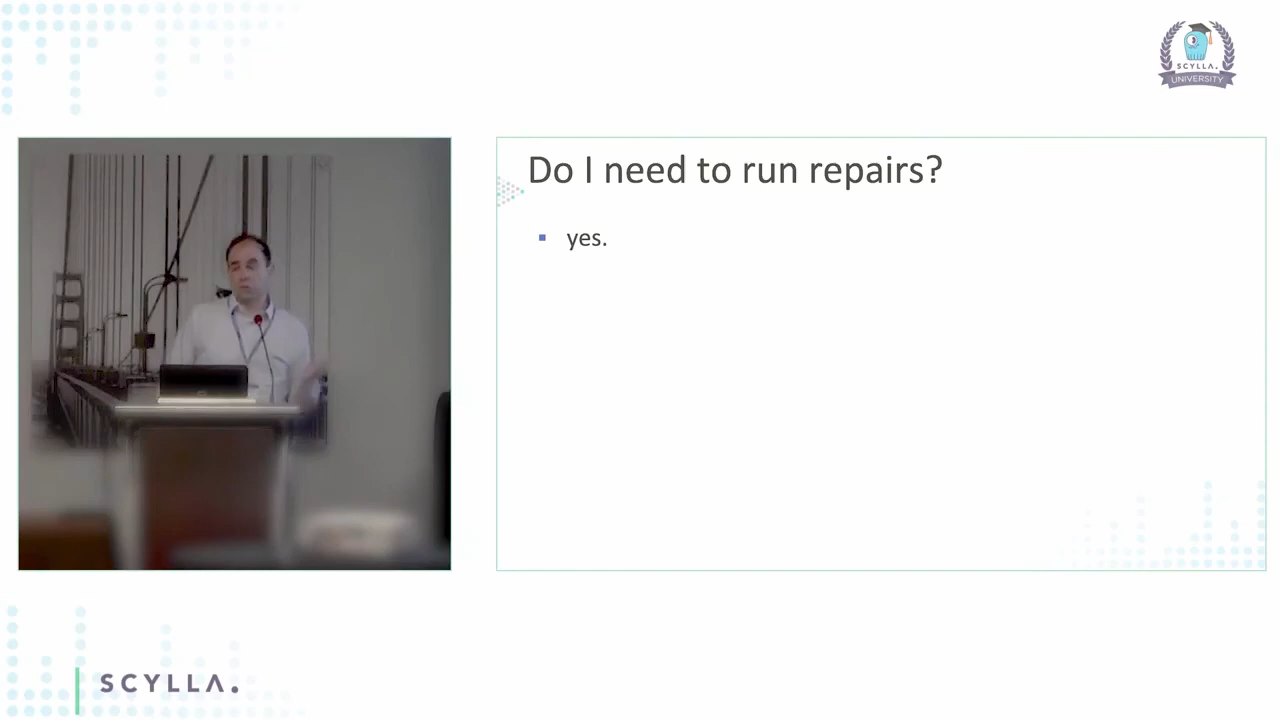 SCYLLA.
UNIVERSITY
Do I need to run repairs?
yes.
SCYLLA.